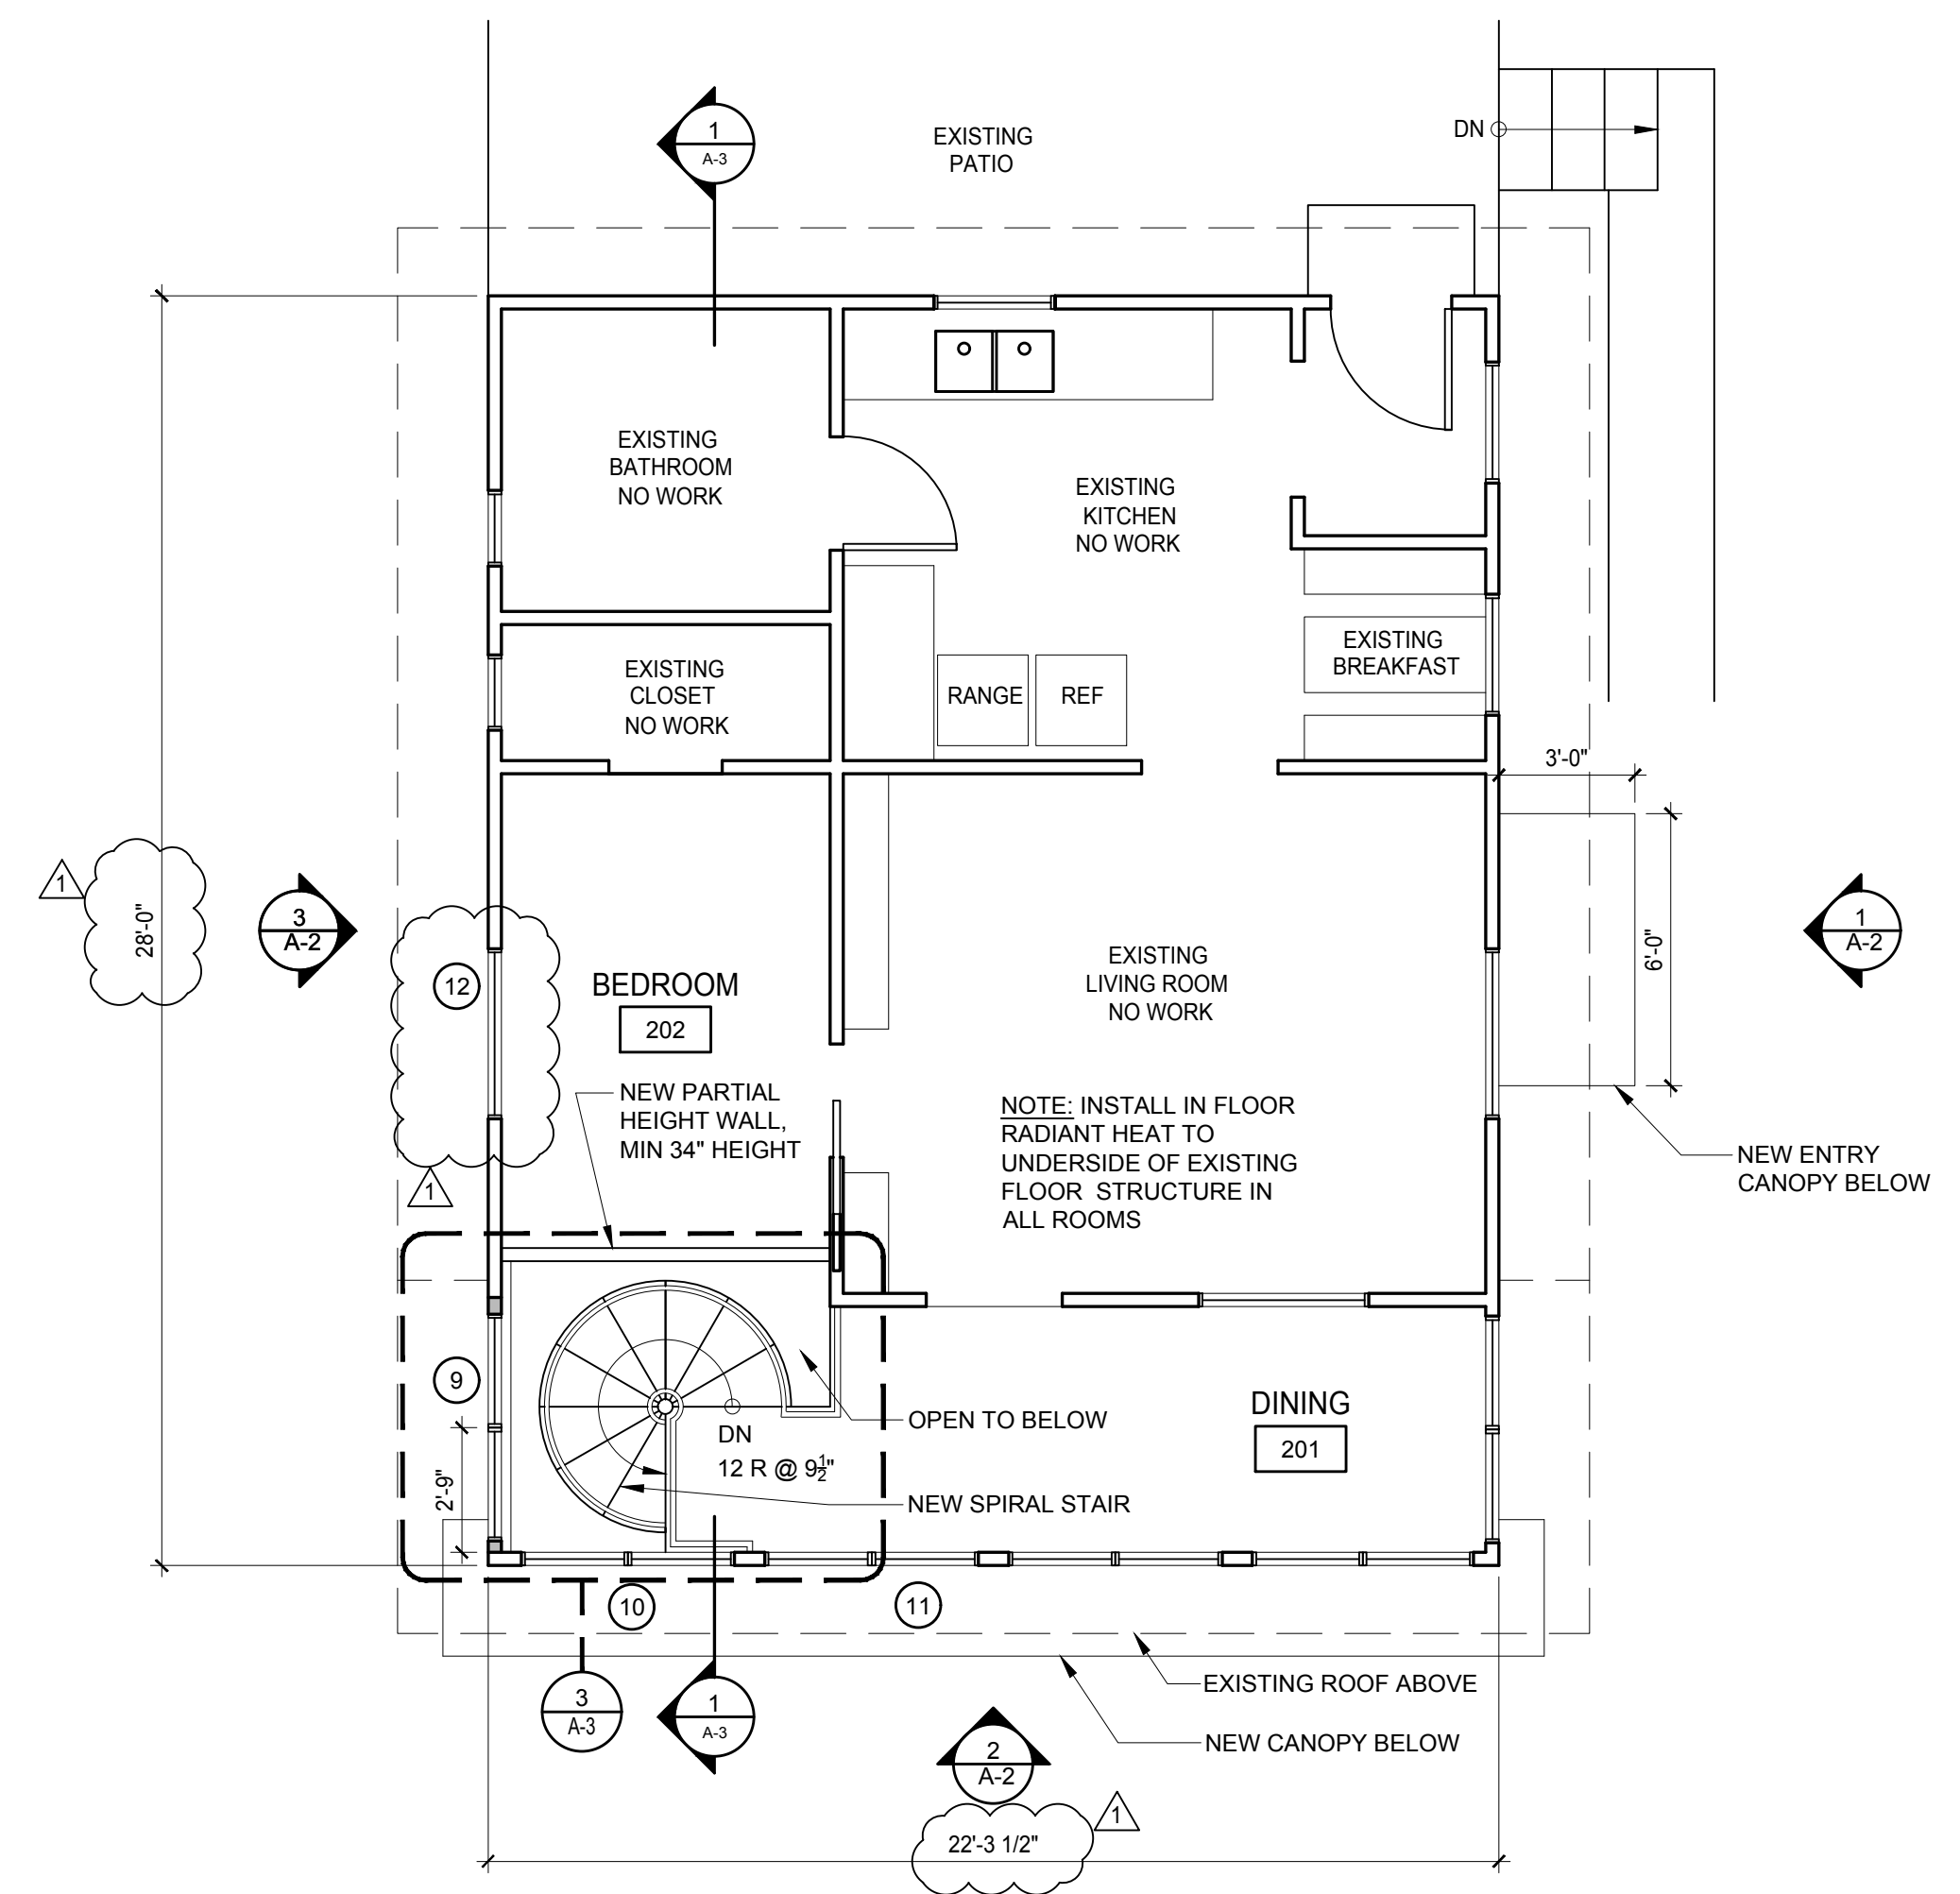 1
A-3
EXISTING
PATIO
DN
EXISTING
BATHROOM
NO WORK
EXISTING
KITCHEN
NO WORK
EXISTING
BREAKFAST
EXISTING
CLOSET
NO WORK
RANGE
REF
3'-0"
1
28'-0"
3
A-2
12
BEDROOM
202
EXISTING
LIVING ROOM
NO WORK
6'-0"
1
A-2
NEW PARTIAL
HEIGHT WALL,
MIN 34" HEIGHT
NOTE: INSTALL IN FLOOR
RADIANT HEAT TO
UNDERSIDE OF EXISTING
FLOOR STRUCTURE IN
ALL ROOMS
NEW ENTRY
CANOPY BELOW
1
9
2'-9"
DN
12 R @ 9½"
OPEN TO BELOW
NEW SPIRAL STAIR
DINING
201
10
11
3
A-3
1
A-3
EXISTING ROOF ABOVE
NEW CANOPY BELOW
2
A-2
1
22'-3 1/2"